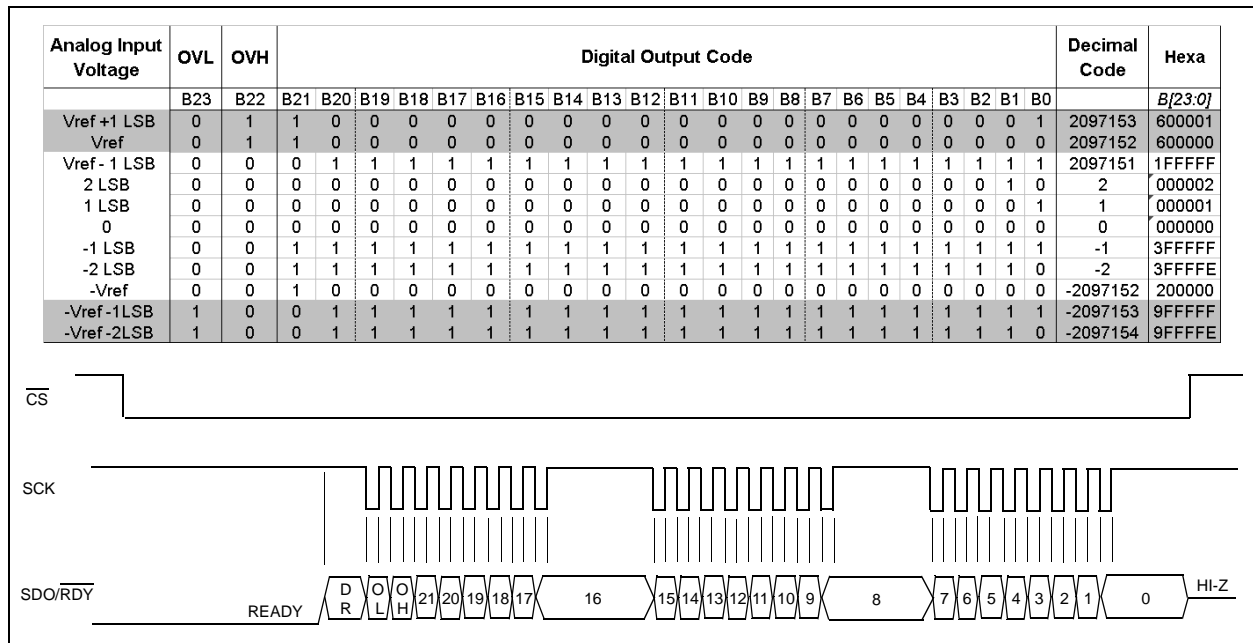 Analog Input Voltage OVL OVH Digital Output Code Decimal Code Hexa
B23 B22 B21 B20 B19 B18 B17 B16 B15 B14 B13 B12 B11 B10 B9 B8 B7 B6 B5 B4 B3 B2 B1 B0 B[23:0]
Vref +1 LSB 0 1 1 0 0 0 0 0 0 0 0 0 0 0 0 0 0 0 0 0 0 0 0 1 2097153 600001
Vref 0 1 1 0 0 0 0 0 0 0 0 0 0 0 0 0 0 0 0 0 0 0 0 0 2097152 600000
Vref - 1 LSB 0 0 0 1 1 1 1 1 1 1 1 1 1 1 1 1 1 1 1 1 1 1 1 1 2097151 1FFFFF
2 LSB 0 0 0 0 0 0 0 0 0 0 0 0 0 0 0 0 0 0 0 0 0 0 1 0 2 000002
1 LSB 0 0 0 0 0 0 0 0 0 0 0 0 0 0 0 0 0 0 0 0 0 0 0 1 1 000001
0 0 0 0 0 0 0 0 0 0 0 0 0 0 0 0 0 0 0 0 0 0 0 0 0 0 000000
-1 LSB 0 0 1 1 1 1 1 1 1 1 1 1 1 1 1 1 1 1 1 1 1 1 1 1 -1 3FFFFF
-2 LSB 0 0 1 1 1 1 1 1 1 1 1 1 1 1 1 1 1 1 1 1 1 1 1 0 -2 3FFFFE
-Vref 0 0 1 0 0 0 0 0 0 0 0 0 0 0 0 0 0 0 0 0 0 0 0 0 -2097152 200000
-Vref -1LSB 1 0 0 1 1 1 1 1 1 1 1 1 1 1 1 1 1 1 1 1 1 1 1 1 -2097153 9FFFFF
-Vref -2LSB 1 0 0 1 1 1 1 1 1 1 1 1 1 1 1 1 1 1 1 1 1 1 1 0 -2097154 9FFFFE
CS
SCK
SDO/RDY READY DR OL OH 21 20 19 18 17 16 15 14 13 12 11 10 9 8 7 6 5 4 3 2 1 0 HI-Z